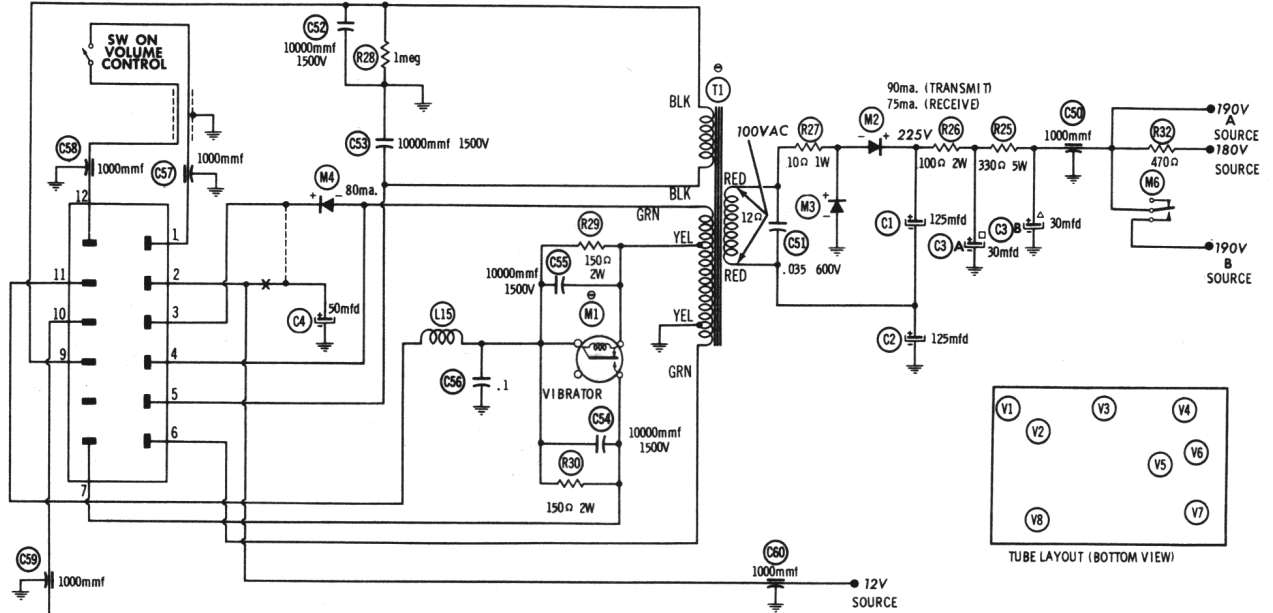 SW ON
VOLUME
CONTROL
C52
10000mmf
1500V
R28
1meg
C53
10000mmf 1500V
C58
1000mmf
C57
1000mmf
12
11
10
9
7
1
2
3
4
5
6
M4
80ma.
C4
50mfd
L15
C56
.1
R29
150Ω
2W
C55
10000mmf
1500V
M1
VIBRATOR
C54
10000mmf
1500V
R30
150Ω 2W
T1
BLK
BLK
GRN
YEL
YEL
GRN
100VAC
RED
12Ω
RED
C51
.035 600V
R27
10Ω 1W
M3
90ma. (TRANSMIT)
75ma. (RECEIVE)
M2
225V
R26
100Ω 2W
R25
330Ω 5W
C1
125mfd
C2
125mfd
C3 A
30mfd
C3 B
30mfd
C50
1000mmf
190V
A
SOURCE
R32
470Ω
180V
SOURCE
M6
190V
B
SOURCE
C59
1000mmf
C60
1000mmf
12V
SOURCE
V1
V2
V3
V4
V5
V6
V7
V8
TUBE LAYOUT (BOTTOM VIEW)